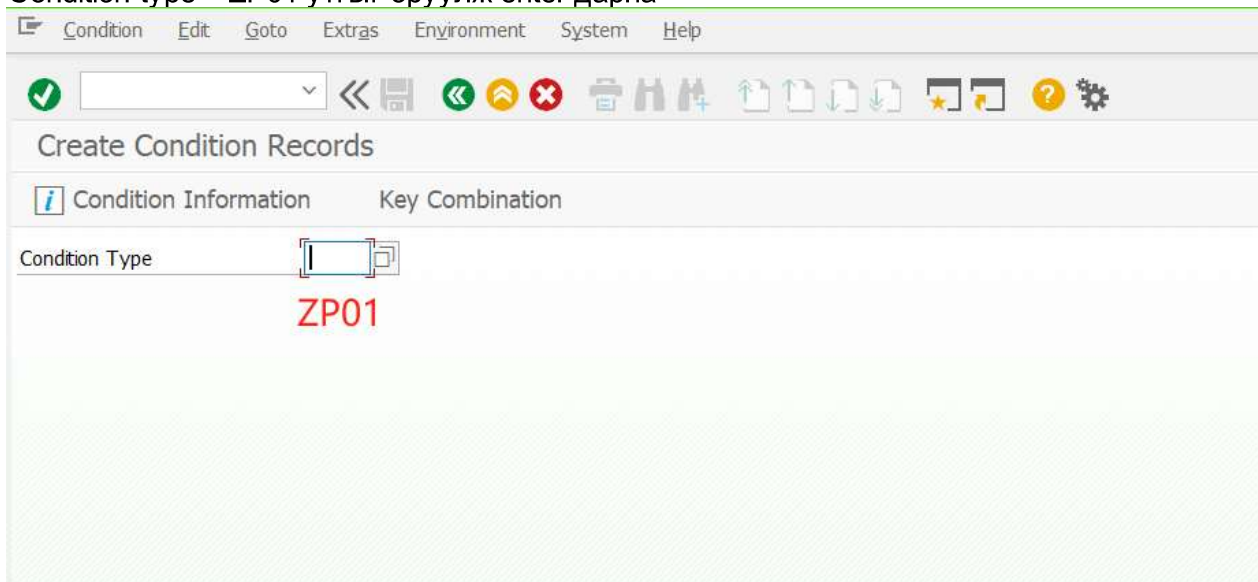 Condition Edit Goto Extras Environment System Help
Create Condition Records
i Condition Information Key Combination
Condition Type
ZP01